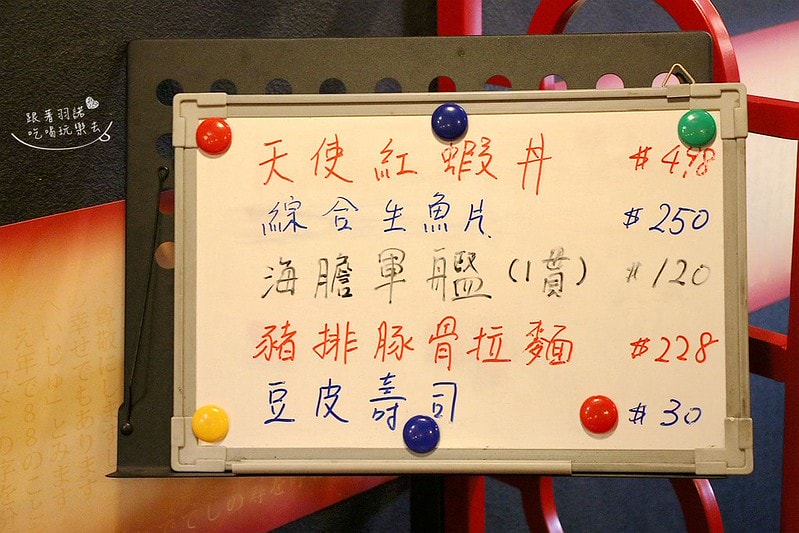 跟著羽諾
吃喝玩樂去
天使紅蝦丼 $498
綜合生魚片 $250
海膽軍艦(1貫) $120
豬排豚骨拉麵 $228
豆皮壽司 $30